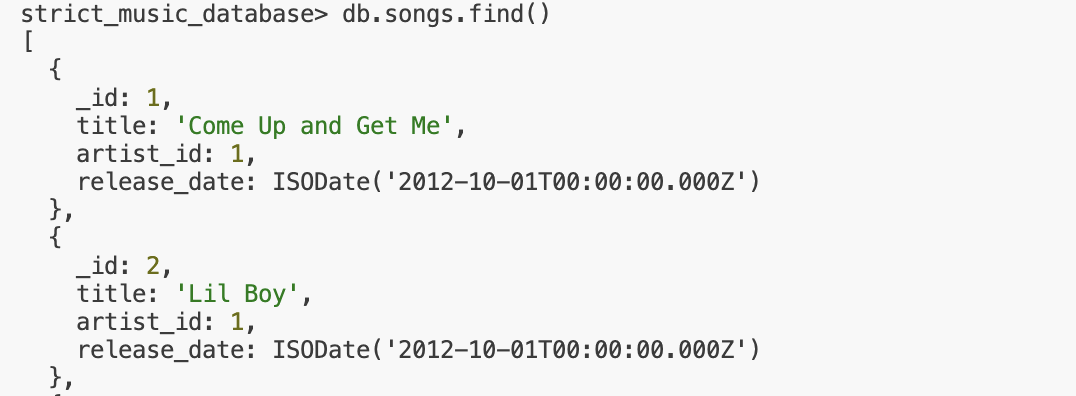 strict_music_database> db.songs.find()
[
  {
    _id: 1,
    title: 'Come Up and Get Me',
    artist_id: 1,
    release_date: ISODate('2012-10-01T00:00:00.000Z')
  },
  {
    _id: 2,
    title: 'Lil Boy',
    artist_id: 1,
    release_date: ISODate('2012-10-01T00:00:00.000Z')
  },